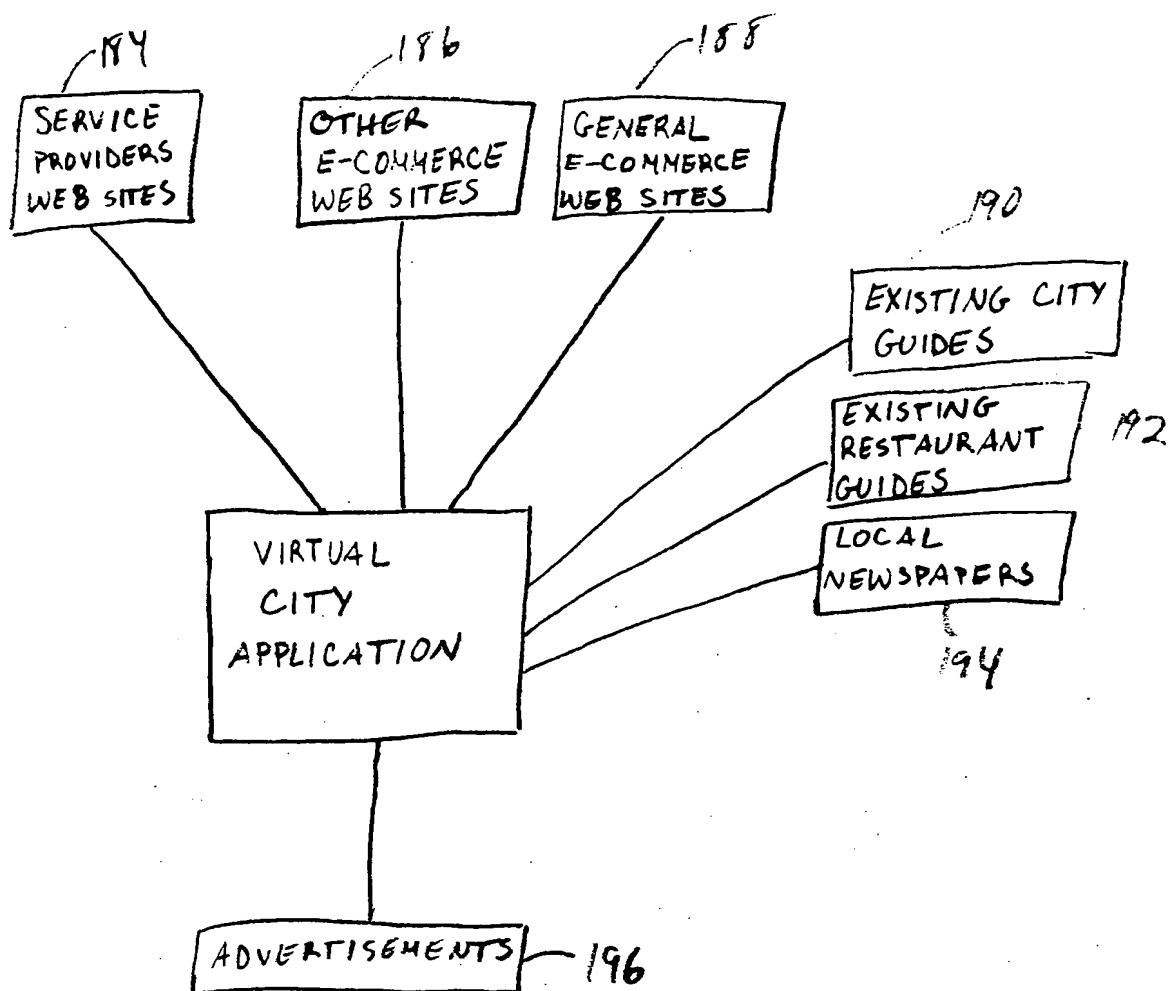 184
186
188
SERVICE
PROVIDERS
WEB SITES
OTHER
E-COMMERCE
WEB SITES
GENERAL
E-COMMERCE
WEB SITES
190
EXISTING CITY
GUIDES
EXISTING
RESTAURANT
GUIDES
192
LOCAL
NEWSPAPERS
194
VIRTUAL
CITY
APPLICATION
ADVERTISEMENTS
196